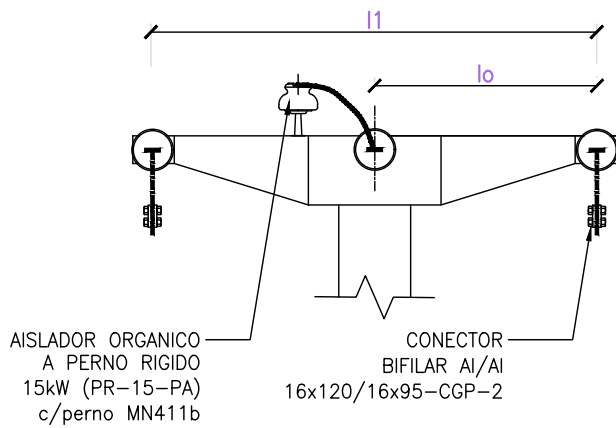 l1
lo
AISLADOR ORGANICO
A PERNO RIGIDO
15kW (PR-15-PA)
c/perno MN411b
CONECTOR
BIFILAR Al/Al
16x120/16x95-CGP-2